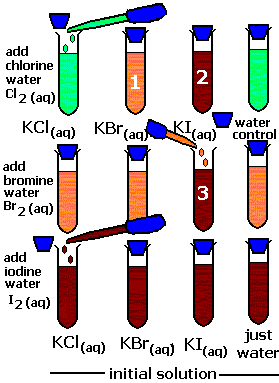 add
chlorine
water
Cl2 (aq)
1
2
KCl(aq)
KBr(aq)
KI(aq)
water
control
add
bromine
water
Br2 (aq)
3
add
iodine
water
I2 (aq)
KCl(aq)
KBr(aq)
KI(aq)
just
water
initial solution